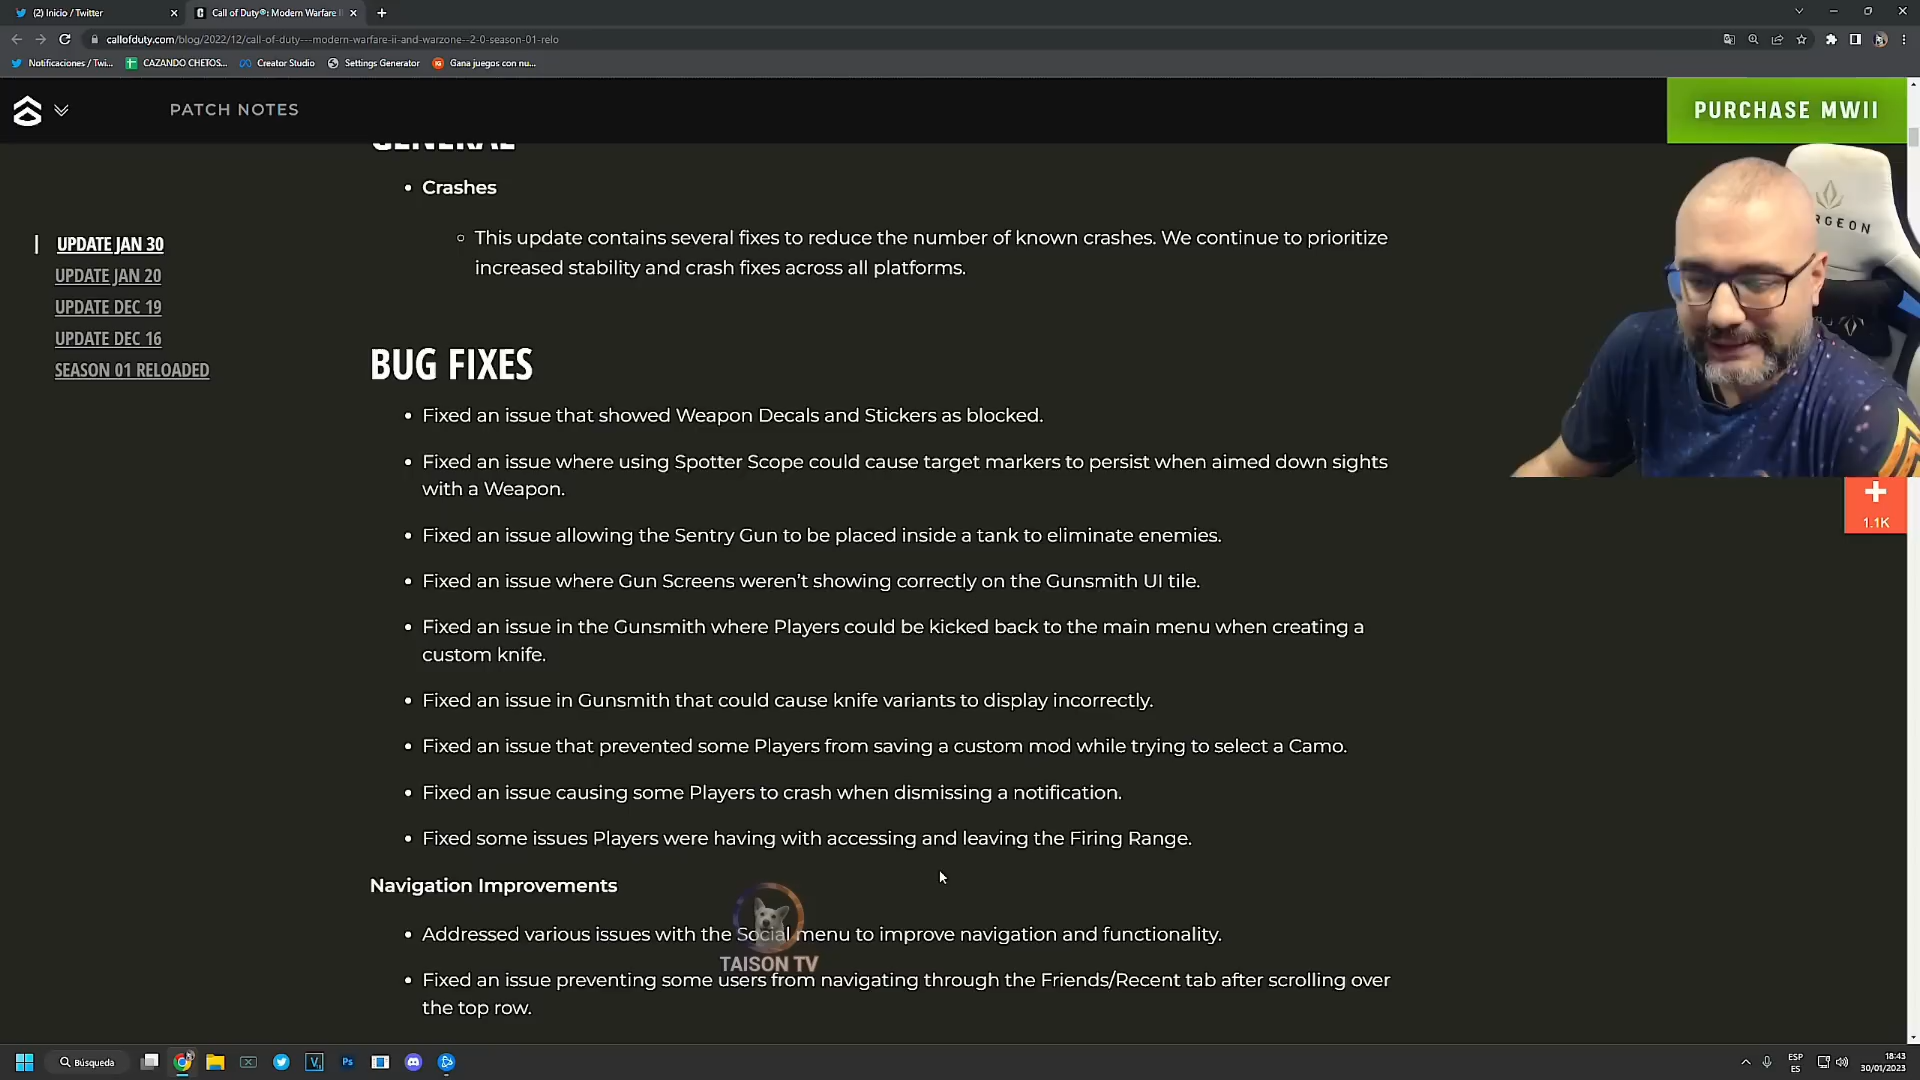 (2) Inicio / Twitter
Call of Duty®: Modern Warfare II
callofduty.com/blog/2022/12/call-of-duty---modern-warfare-ii-and-warzone--2-0-season-01-relo
Notificaciones / Twi...
CAZANDO CHETOS...
Creator Studio
Settings Generator
Gana juegos con nu...
PATCH NOTES
PURCHASE MWII
GENERAL
UPDATE JAN 30
UPDATE JAN 20
UPDATE DEC 19
UPDATE DEC 16
SEASON 01 RELOADED
• Crashes
This update contains several fixes to reduce the number of known crashes. We continue to prioritize
increased stability and crash fixes across all platforms.
BUG FIXES
• Fixed an issue that showed Weapon Decals and Stickers as blocked.
• Fixed an issue where using Spotter Scope could cause target markers to persist when aimed down sights
with a Weapon.
• Fixed an issue allowing the Sentry Gun to be placed inside a tank to eliminate enemies.
• Fixed an issue where Gun Screens weren't showing correctly on the Gunsmith UI tile.
• Fixed an issue in the Gunsmith where Players could be kicked back to the main menu when creating a
custom knife.
• Fixed an issue in Gunsmith that could cause knife variants to display incorrectly.
• Fixed an issue that prevented some Players from saving a custom mod while trying to select a Camo.
• Fixed an issue causing some Players to crash when dismissing a notification.
• Fixed some issues Players were having with accessing and leaving the Firing Range.
Navigation Improvements
• Addressed various issues with the Social menu to improve navigation and functionality.
• Fixed an issue preventing some users from navigating through the Friends/Recent tab after scrolling over
the top row.
TAISON TV
RGEON
1.1K
Búsqueda
Ps
ESP
ES
18:43
30/01/2023